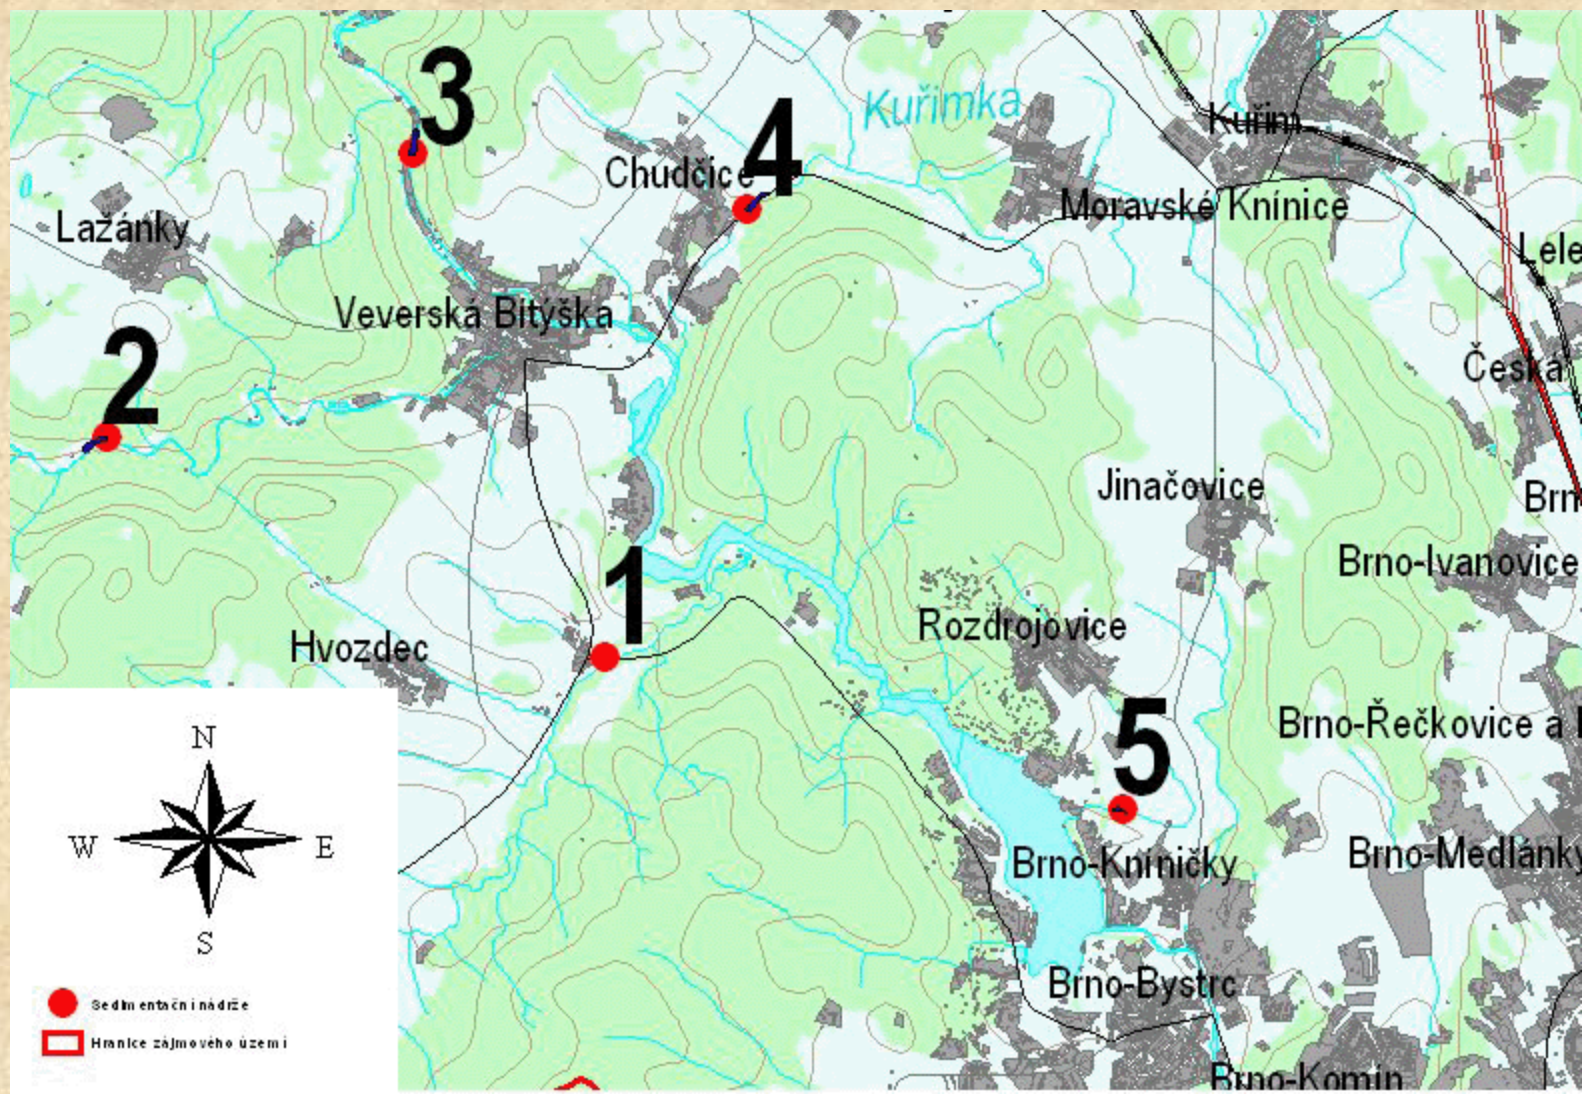 3
4
Kuřimka
Kuřim
Chudčice
Moravské Knínice
Lažánky
Lele
Veverská Bítýška
2
Česká
Jinačovice
Brn
1
Brno-Ivanovice
Rozdrojovice
Hvozdec
5
Brno-Řečkovice a
N
W
E
S
Brno-Medlánky
Brno-Kníničky
Brno-Bystrc
Sedimentační nádrže
Hranice zájmového území
Brno-Komín